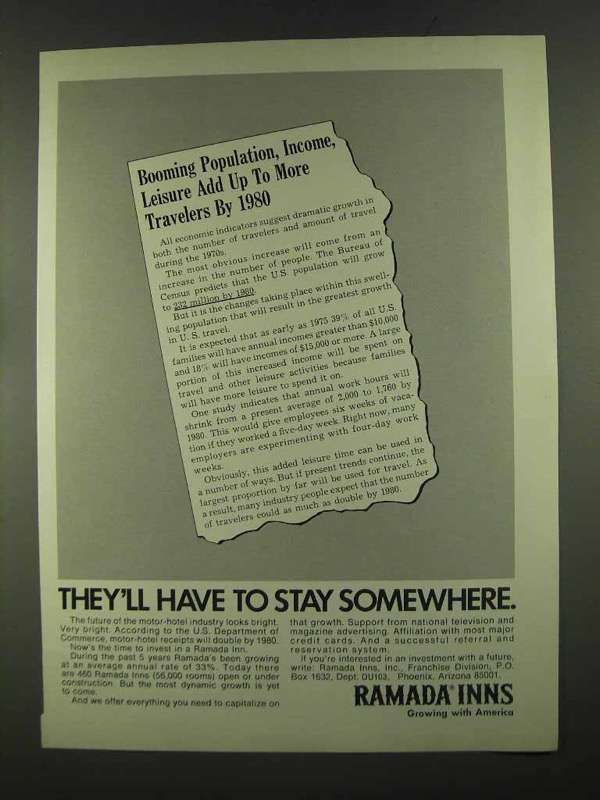 Booming Population, Income,
Leisure Add Up To More
Travelers By 1980
All economic indicators suggest dramatic growth in
both the number of travelers and amount of travel
during the 1970s.
The most obvious increase will come from an
increase in the number of people. The Bureau of
Census predicts that the U.S. population will grow
to 232 million by 1980.
But it is the changes taking place within this swell-
ing population that will result in the greatest growth
in U. S. travel.
It is expected that as early as 1975 39% of all U.S.
families will have annual incomes greater than $10,000
and 18% will have incomes of $15,000 or more. A large
portion of this increased income will be spent on
travel and other leisure activities because families
will have more leisure to spend it on.
One study indicates that annual work hours will
shrink from a present average of 2,000 to 1,760 by
1980. This would give employees six weeks of vaca-
tion if they worked a five-day week. Right now, many
employers are experimenting with four-day work
weeks.
Obviously, this added leisure time can be used in
a number of ways. But if present trends continue, the
largest proportion by far will be used for travel. As
a result, many industry people expect that the number
of travelers could as much as double by 1980.
THEY'LL HAVE TO STAY SOMEWHERE.
The future of the motor-hotel industry looks bright.
Very bright. According to the U.S. Department of
Commerce, motor-hotel receipts will double by 1980.
Now's the time to invest in a Ramada Inn.
During the past 5 years Ramada's been growing
at an average annual rate of 33%. Today there
are 460 Ramada Inns (56,000 rooms) open or under
construction. But the most dynamic growth is yet
to come.
And we offer everything you need to capitalize on
that growth. Support from national television and
magazine advertising. Affiliation with most major
credit cards. And a successful referral and
reservation system.
If you're interested in an investment with a future,
write: Ramada Inns, Inc., Franchise Division, P.O.
Box 1632, Dept. DU103, Phoenix, Arizona 85001.
RAMADA® INNS
Growing with America